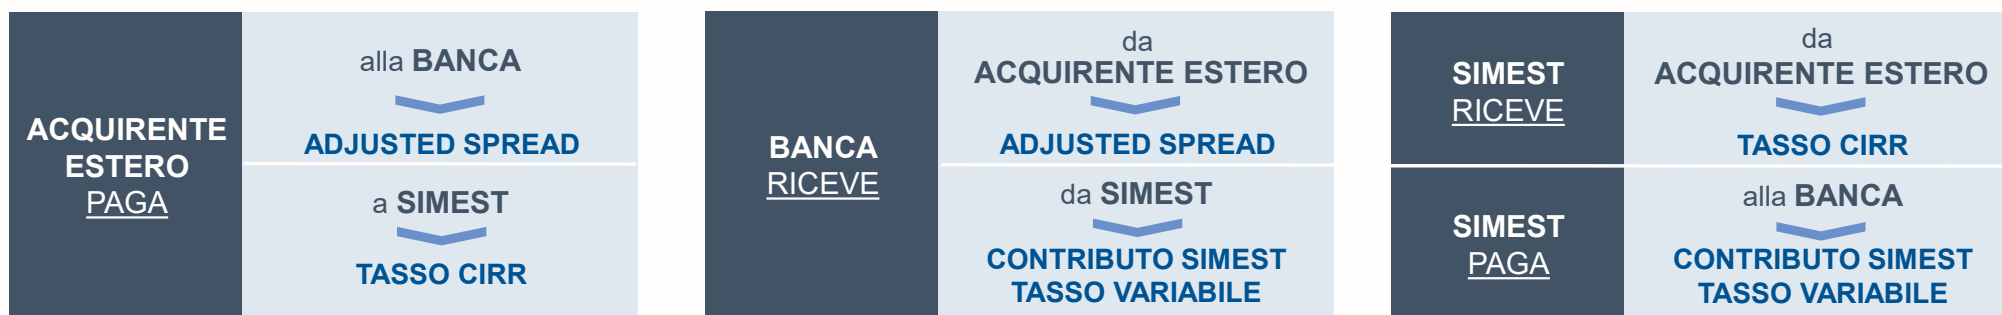 ACQUIRENTE
ESTERO
PAGA
alla BANCA
ADJUSTED SPREAD
a SIMEST
TASSO CIRR
BANCA
RICEVE
da
ACQUIRENTE ESTERO
ADJUSTED SPREAD
da SIMEST
CONTRIBUTO SIMEST
TASSO VARIABILE
SIMEST
RICEVE
da
ACQUIRENTE ESTERO
TASSO CIRR
SIMEST
PAGA
alla BANCA
CONTRIBUTO SIMEST
TASSO VARIABILE